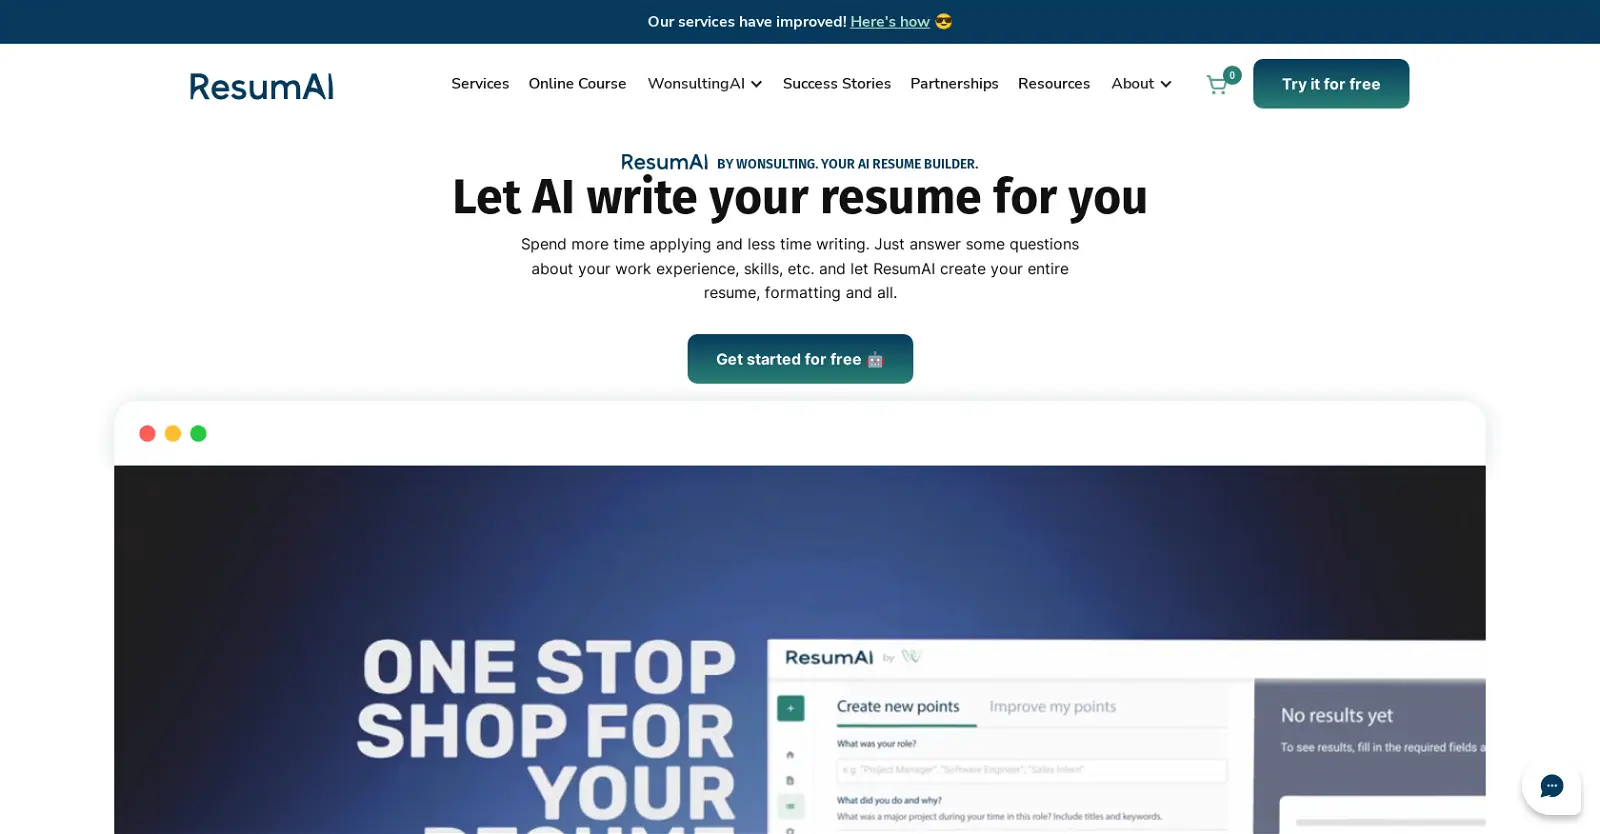 Our services have improved! Here's how 😎
ResumAI
Services
Online Course
WonsultingAI
Success Stories
Partnerships
Resources
About
0
Try it for free
ResumAI BY WONSULTING. YOUR AI RESUME BUILDER.
Let AI write your resume for you
Spend more time applying and less time writing. Just answer some questions
about your work experience, skills, etc. and let ResumAI create your entire
resume, formatting and all.
Get started for free 🤖
ONE STOP
SHOP FOR
YOUR
RESUME
ResumAI by W
Create new points
Improve my points
What was your role?
e.g. "Project Manager", "Software Engineer", "Sales Intern"
What did you do and why?
What was a major project during your time in this role? Include titles and keywords.
No results yet
To see results, fill in the required fields a